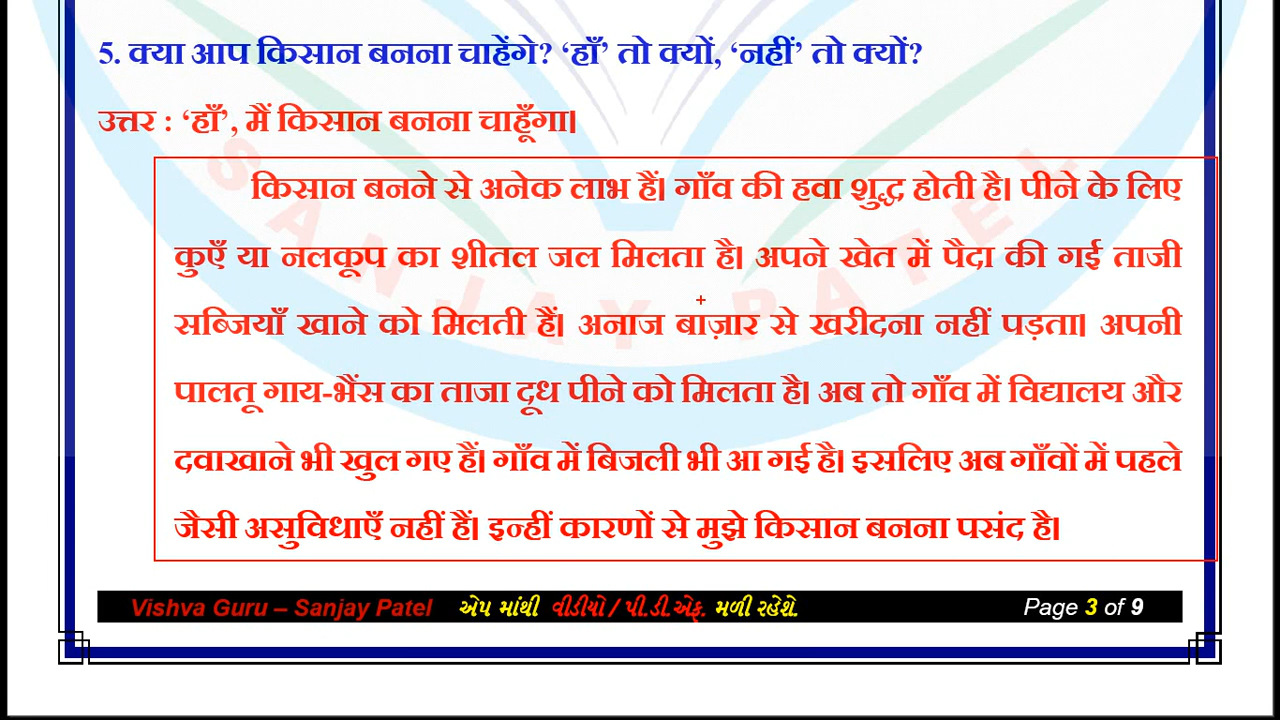 5. क्या आप किसान बनना चाहेंगे? ‘हाँ’ तो क्यों, ‘नहीं’ तो क्यों?
उत्तर : ‘हाँ’, मैं किसान बनना चाहूँगा।
किसान बनने से अनेक लाभ हैं। गाँव की हवा शुद्ध होती है। पीने के लिए
कुएँ या नलकूप का शीतल जल मिलता है। अपने खेत में पैदा की गई ताजी
सब्जियाँ खाने को मिलती हैं। अनाज बाज़ार से खरीदना नहीं पड़ता। अपनी
पालतू गाय-भैंस का ताजा दूध पीने को मिलता है। अब तो गाँव में विद्यालय और
दवाखाने भी खुल गए हैं। गाँव में बिजली भी आ गई है। इसलिए अब गाँवों में पहले
जैसी असुविधाएँ नहीं हैं। इन्हीं कारणों से मुझे किसान बनना पसंद है।
SANJAY PATEL
Vishva Guru – Sanjay Patel એપ માંથી વીડીયો / પી.ડી.એફ. મળી રહેશે. Page 3 of 9